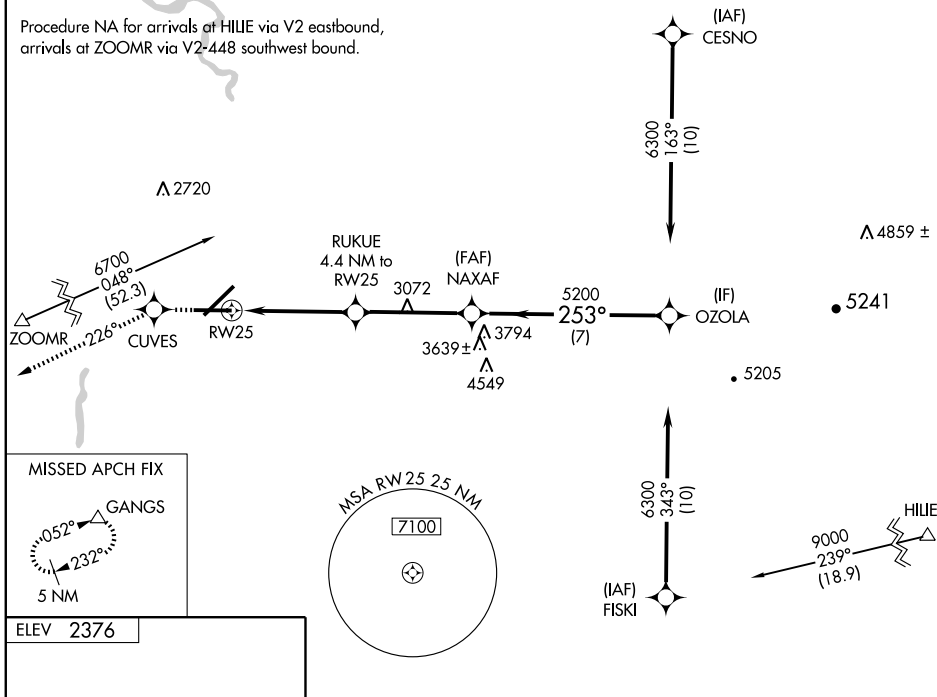 Procedure NA for arrivals at HILIE via V2 eastbound,
arrivals at ZOOMR via V2-448 southwest bound.
(IAF)
CESNO
6300
163°
(10)
2720
4859 ±
6700
048°
(52.3)
RUKUE
4.4 NM to
RW25
(FAF)
NAXAF
3072
5200
253°
(7)
(IF)
OZOLA
5241
ZOOMR
226°
CUVES
RW25
3794
3639±
4549
5205
MISSED APCH FIX
GANGS
052°
232°
5 NM
MSA RW25 25 NM
7100
6300
343°
(10)
HILIE
9000
239°
(18.9)
(IAF)
FISKI
ELEV 2376